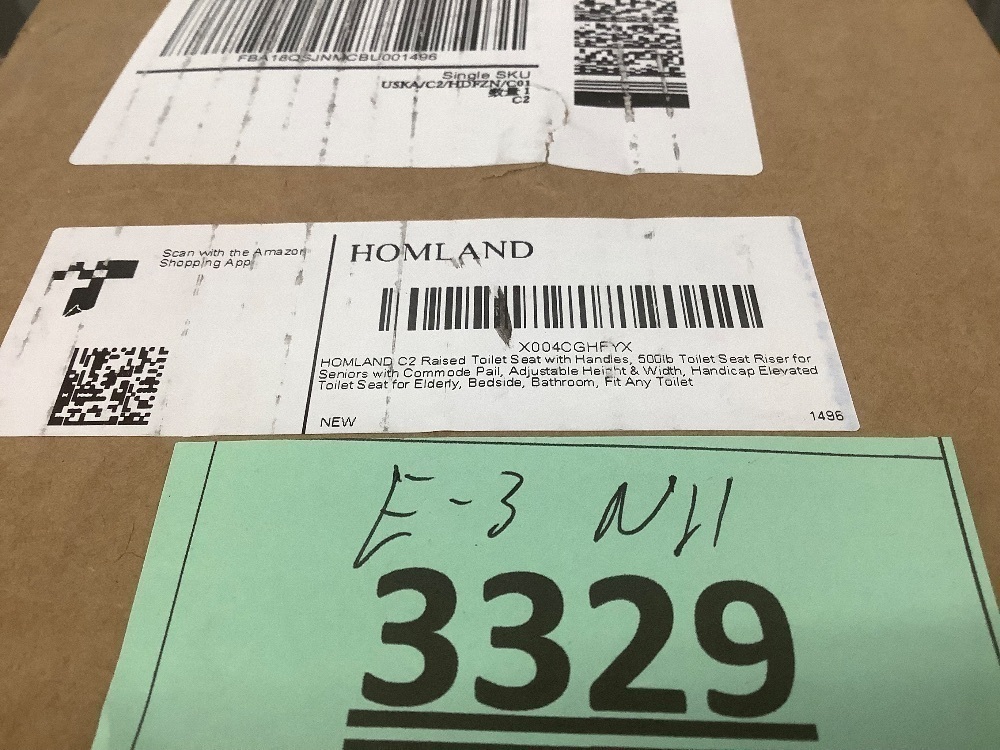 FBA18QSJNMCBU001496
Single SKU
USKA/C2/HDFZN/C01
数量 1
C2
Scan with the Amazon
Shopping App
HOMLAND
X004CGHFYX
HOMLAND C2 Raised Toilet Seat with Handles, 500lb Toilet Seat Riser for
Seniors with Commode Pail, Adjustable Height & Width, Handicap Elevated
Toilet Seat for Elderly, Bedside, Bathroom, Fit Any Toilet
NEW 1496
E-3 NH
3329